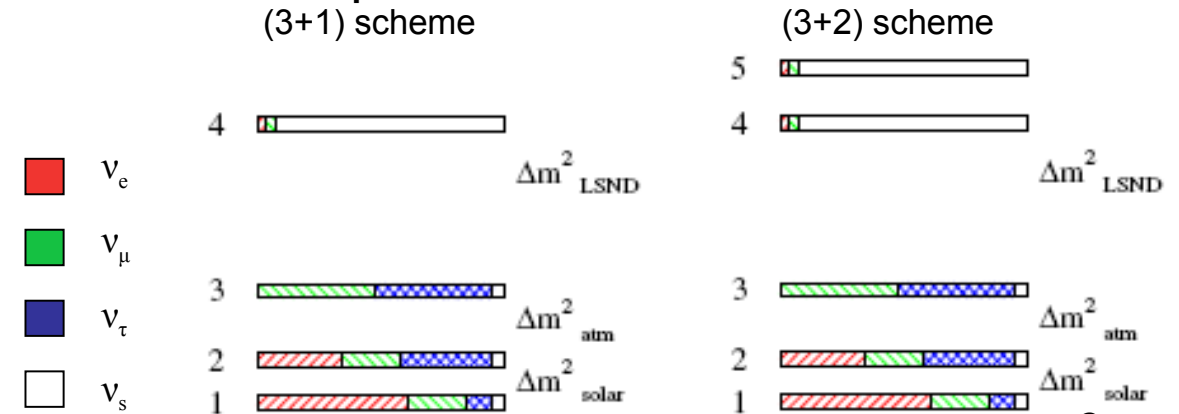 (3+1) scheme
(3+2) scheme
5
4
4
Δm² LSND
Δm² LSND
νe
νμ
ντ
νs
3
3
Δm² atm
Δm² atm
2
2
Δm² solar
Δm² solar
1
1